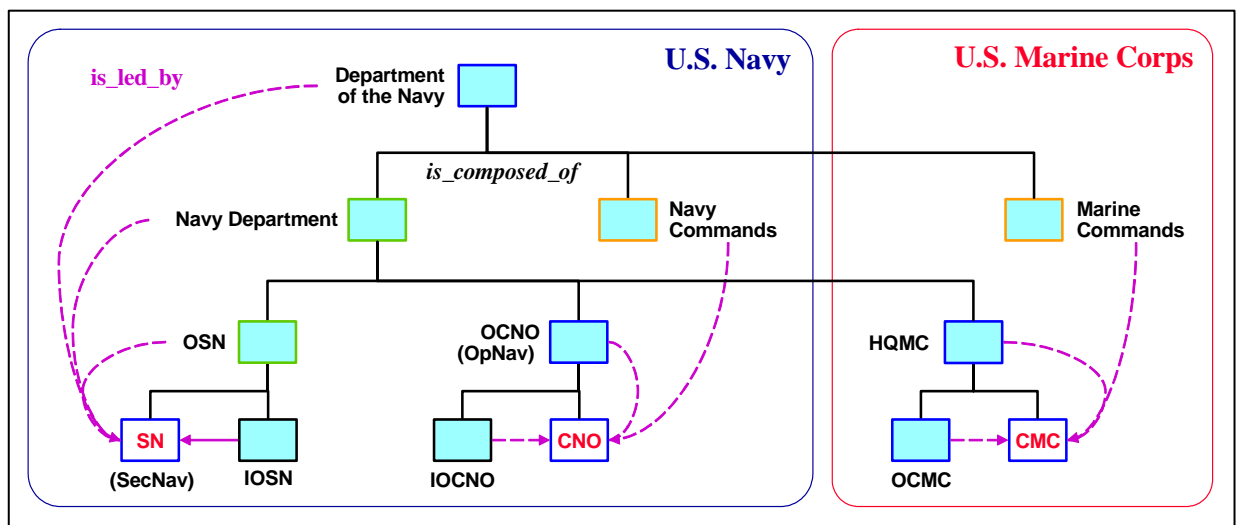 U.S. Navy
U.S. Marine Corps
is_led_by
Department
of the Navy
is_composed_of
Navy Department
Navy
Commands
Marine
Commands
OSN
OCNO
(OpNav)
HQMC
SN
(SecNav)
IOSN
IOCNO
CNO
OCMC
CMC